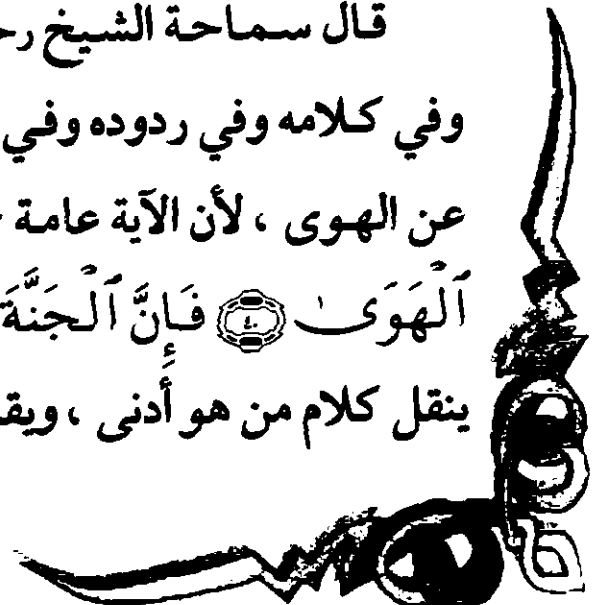 قال سماحة الشيخ
وفي كلامه وفي ردوده وفي
عن الهوى ، لأن الآية عامة
ٱلْهَوَىٰ ٤٠ فَإِنَّ ٱلْجَنَّةَ
ينقل كلام من هو أدنى ،